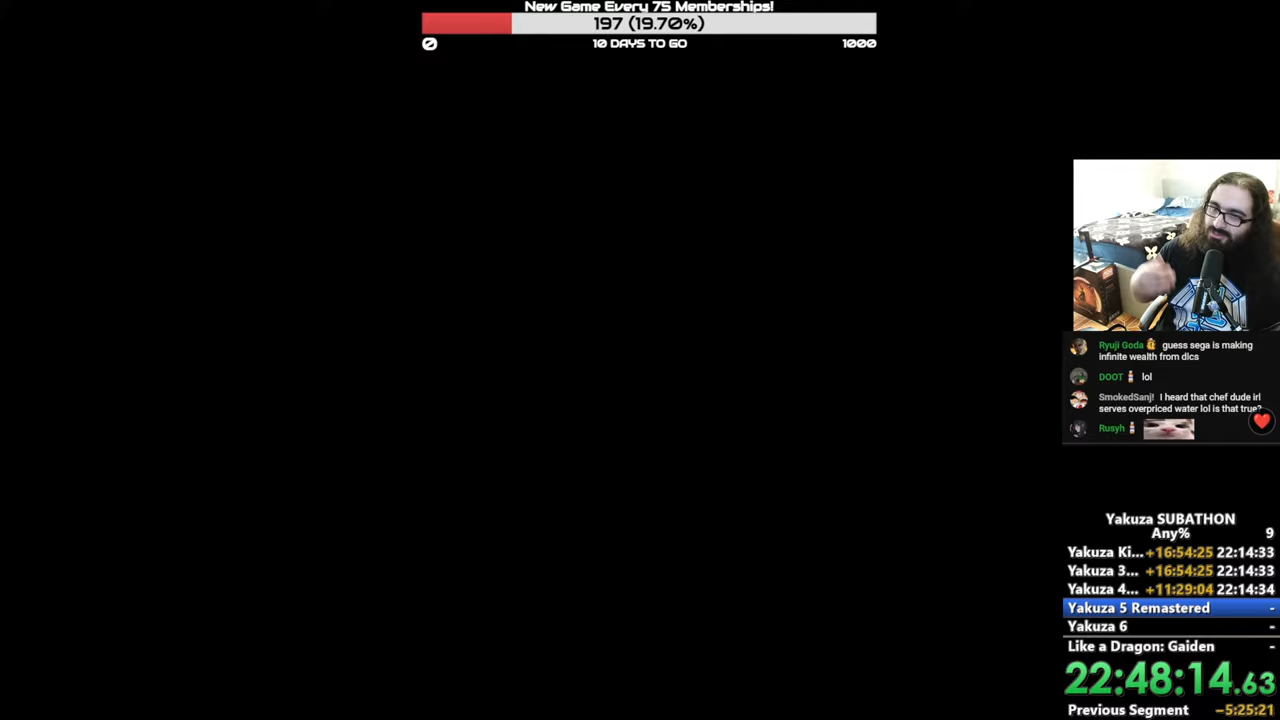 New Game Every 75 Memberships!
197 (19.70%)
0 10 DAYS TO GO 1000
Ryuji Goda guess sega is making
infinite wealth from dlcs
DOOT lol
SmokedSanj! I heard that chef dude irl
serves overpriced water lol is that true?
Rusyh
Yakuza SUBATHON
Any% 9
Yakuza Ki... +16:54:25 22:14:33
Yakuza 3... +16:54:25 22:14:33
Yakuza 4... +11:29:04 22:14:34
Yakuza 5 Remastered -
Yakuza 6 -
Like a Dragon: Gaiden -
22:48:14.63
Previous Segment −5:25:21